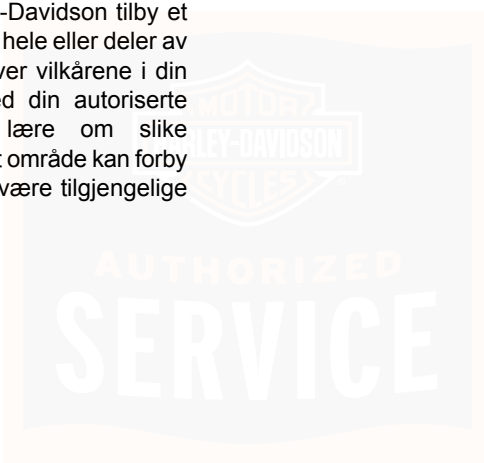 -Davidson tilby et
hele eller deler av
ver vilkårene i din
ed din autoriserte
lære om slike
t område kan forby
være tilgjengelige
MOTOR
HARLEY-DAVIDSON
CYCLES
®
AUTHORIZED
SERVICE